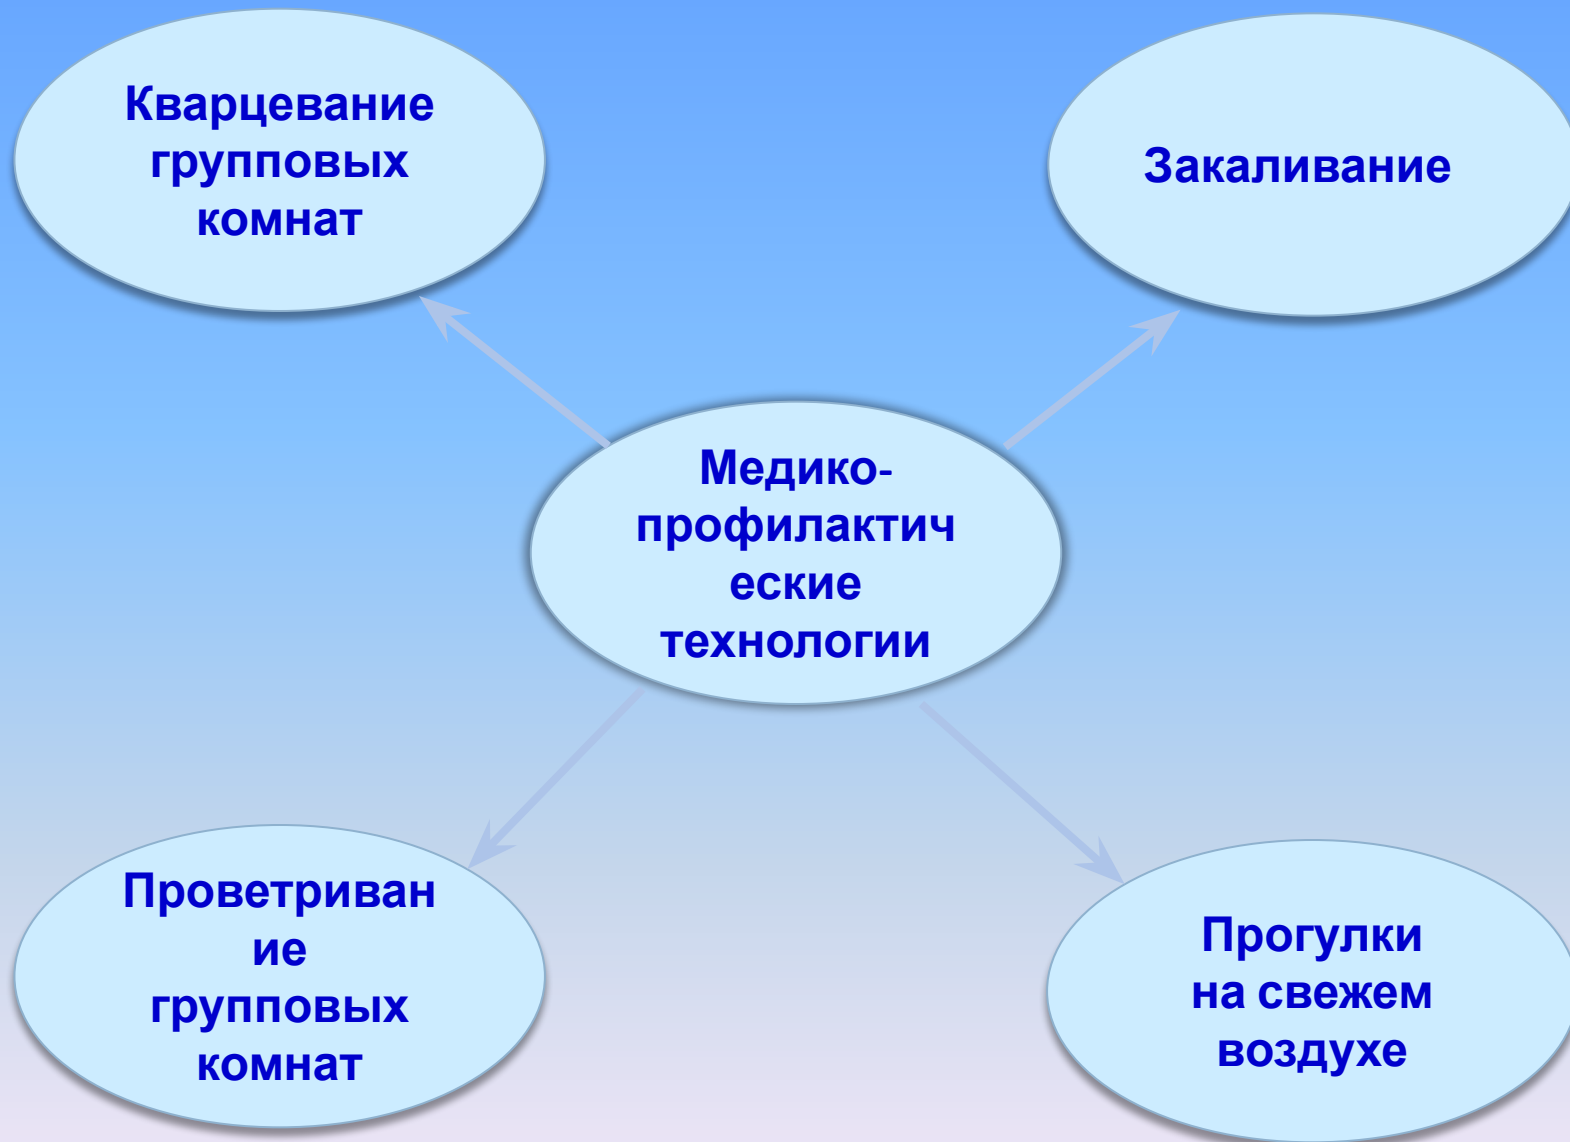 Кварцевание
групповых
комнат
Закаливание
Медико-
профилактич
еские
технологии
Проветриван
ие
групповых
комнат
Прогулки
на свежем
воздухе